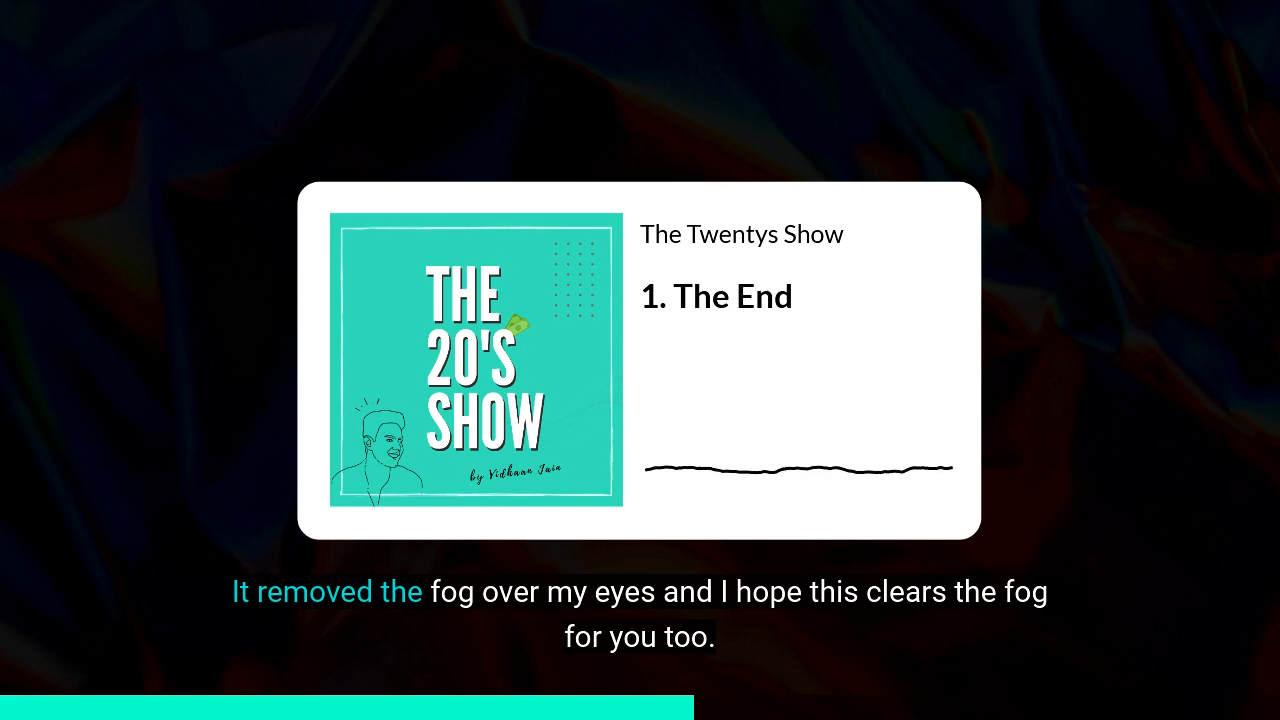 THE
20'S
SHOW
by Vidhaan Jain
The Twentys Show
1. The End
It removed the fog over my eyes and I hope this clears the fog
for you too.